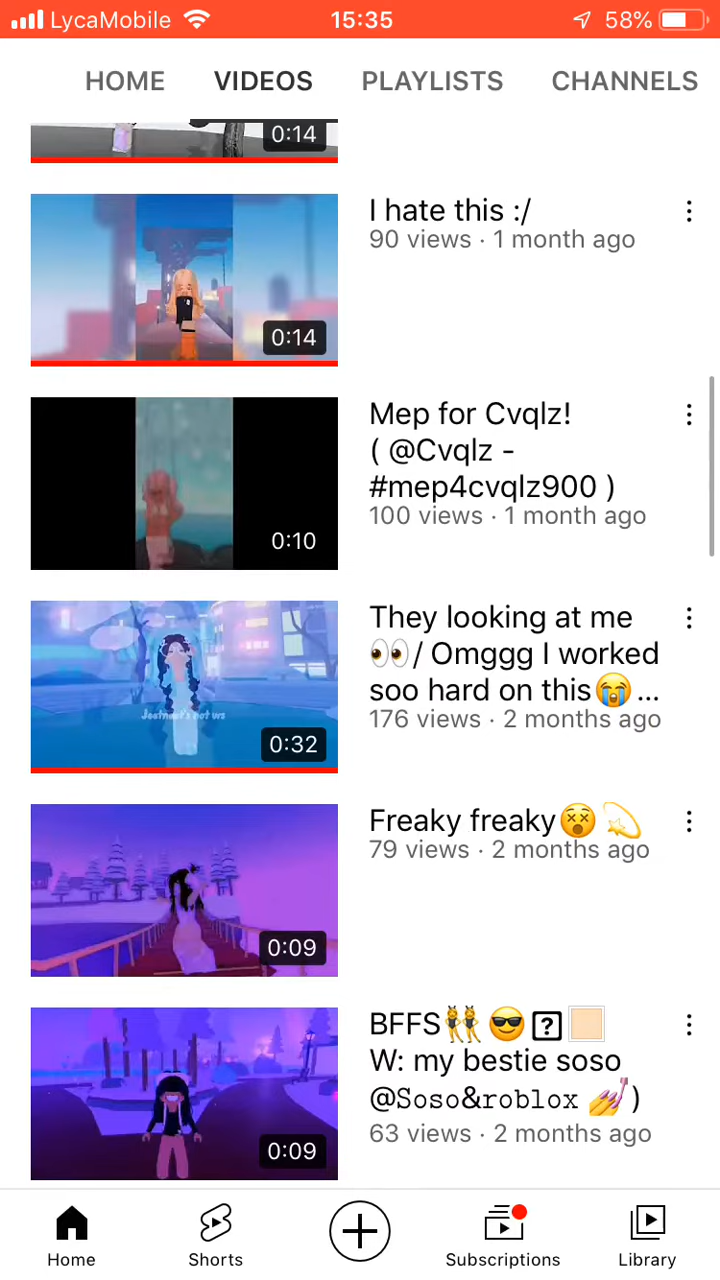 LycaMobile 15:35 58%
HOME VIDEOS PLAYLISTS CHANNELS
0:14
I hate this :/
90 views · 1 month ago
0:14
Mep for Cvqlz!
( @Cvqlz -
#mep4cvqlz900 )
100 views · 1 month ago
0:10
They looking at me
👀/ Omggg I worked
soo hard on this😭...
176 views · 2 months ago
0:32
Freaky freaky😵💫
79 views · 2 months ago
0:09
BFFS👯😎⍰🏻
W: my bestie soso
@𝚂𝚘𝚜𝚘&𝚛𝚘𝚋𝚕𝚘𝚡 💅)
63 views · 2 months ago
0:09
Home Shorts Subscriptions Library